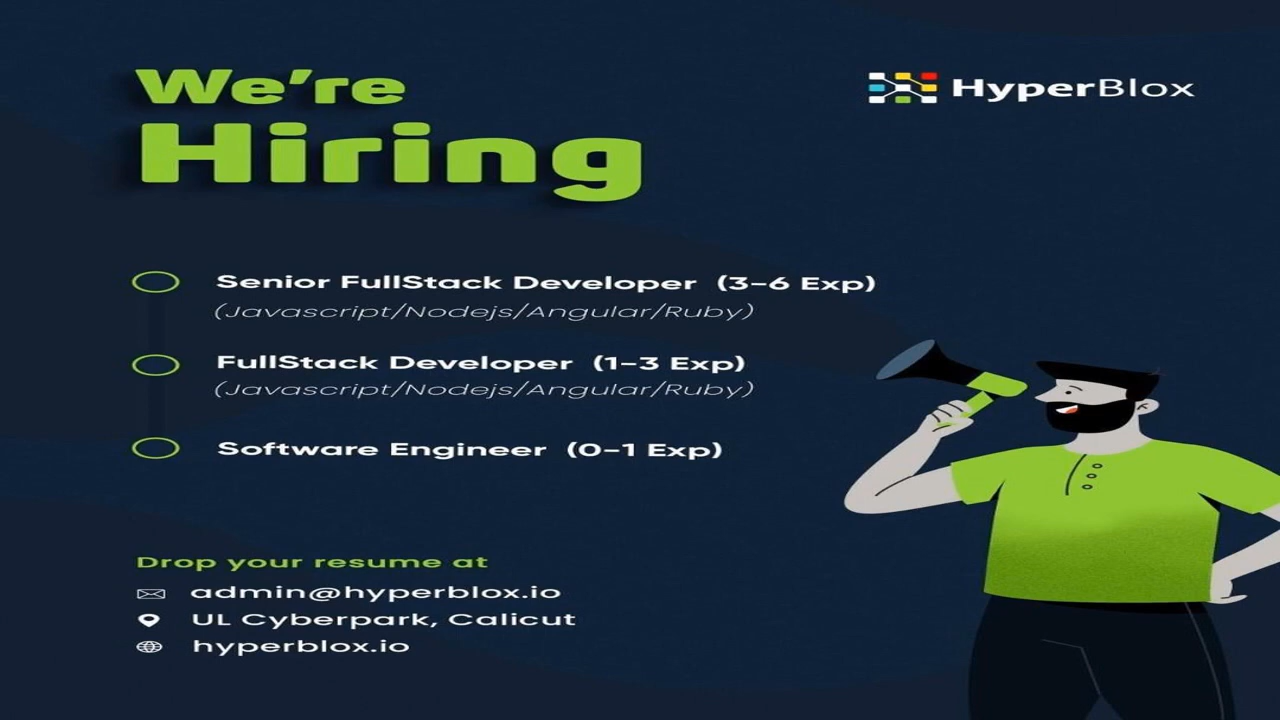 We're
Hiring
HyperBlox
Senior FullStack Developer (3-6 Exp)
(Javascript/Nodejs/Angular/Ruby)
FullStack Developer (1-3 Exp)
(Javascript/Nodejs/Angular/Ruby)
Software Engineer (0-1 Exp)
Drop your resume at
admin@hyperblox.io
UL Cyberpark, Calicut
hyperblox.io